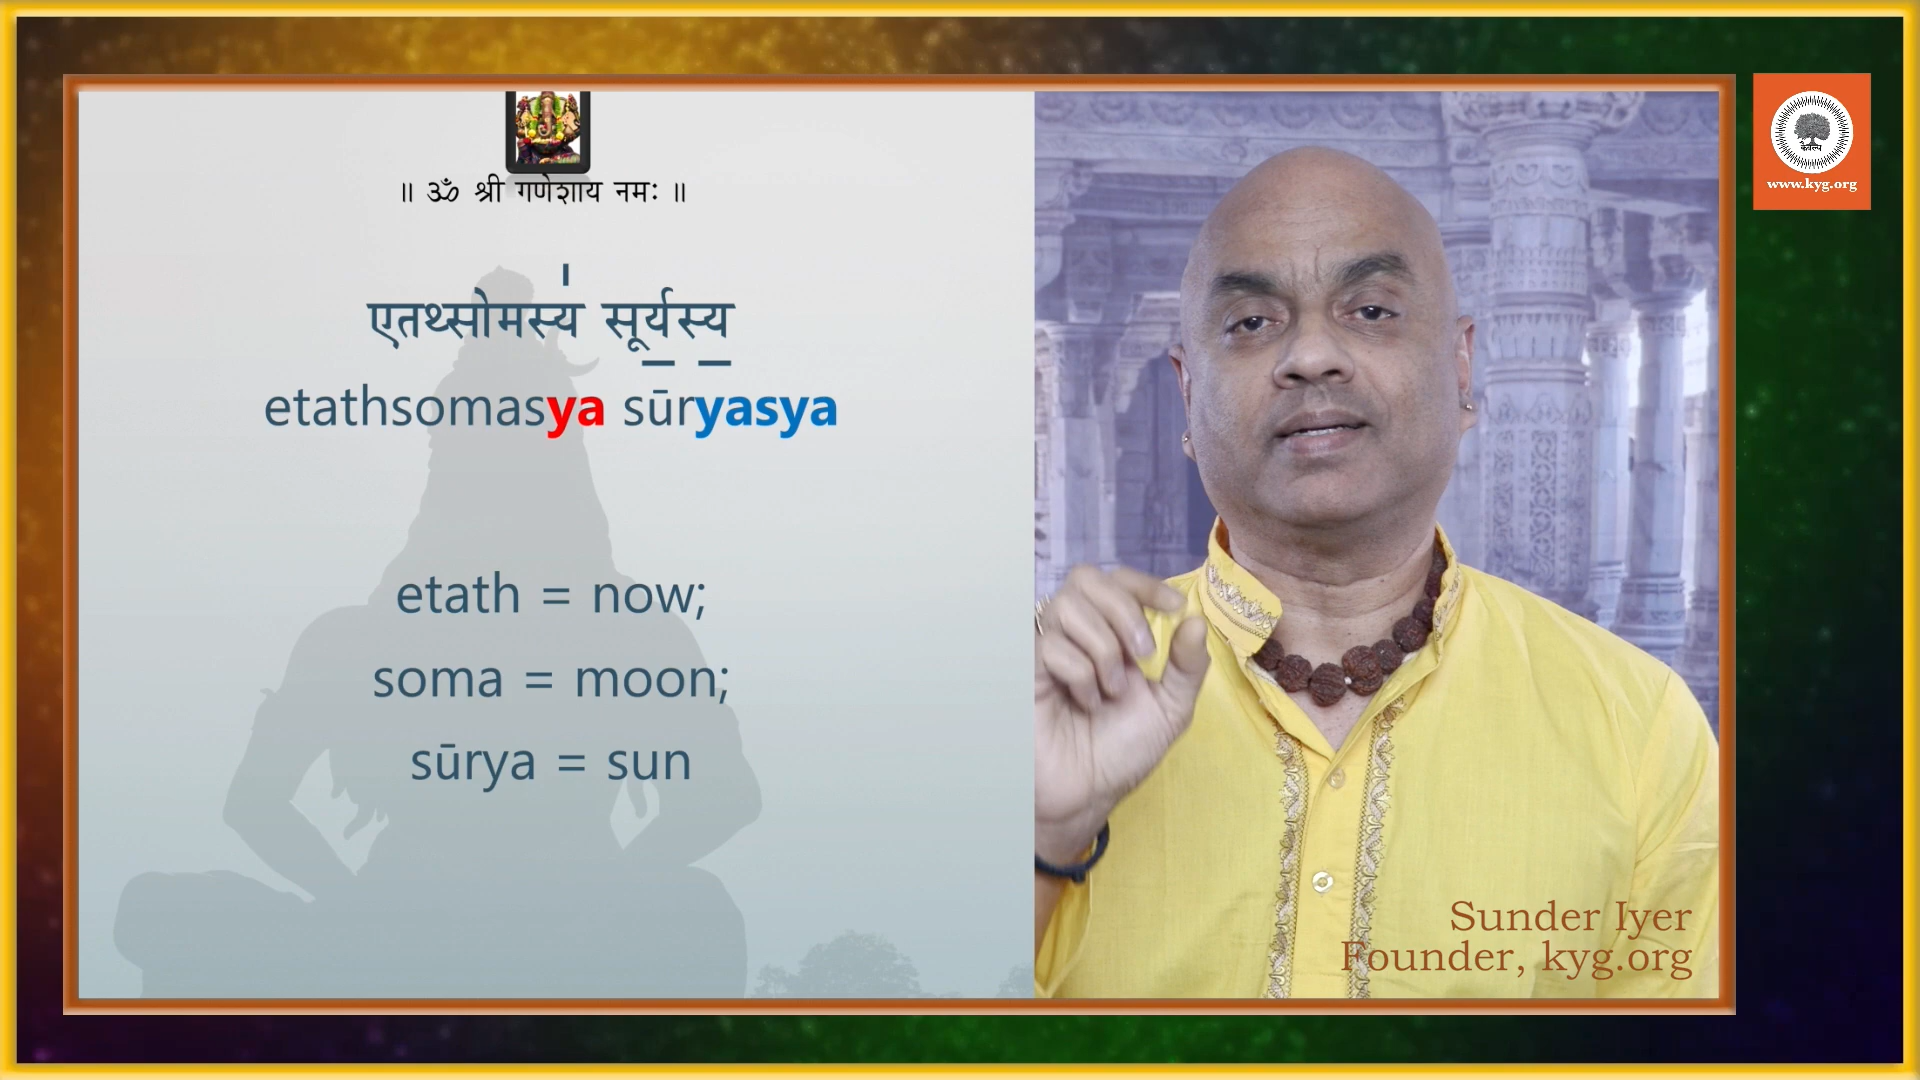 ॥ ॐ श्री गणेशाय नमः ॥
एतथ्सोमस्य॑ सूर्य॒स्य॒
etathsomasya sūryasya
etath = now;
soma = moon;
sūrya = sun
कैवल्य
www.kyg.org
Sunder Iyer
Founder, kyg.org